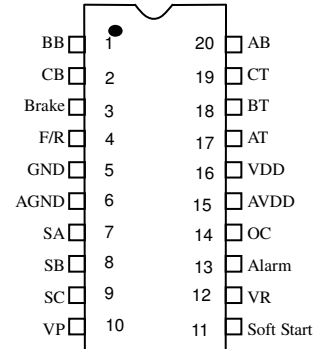 BB 1 20 AB
CB 2 19 CT
Brake 3 18 BT
F/R 4 17 AT
GND 5 16 VDD
AGND 6 15 AVDD
SA 7 14 OC
SB 8 13 Alarm
SC 9 12 VR
VP 10 11 Soft Start